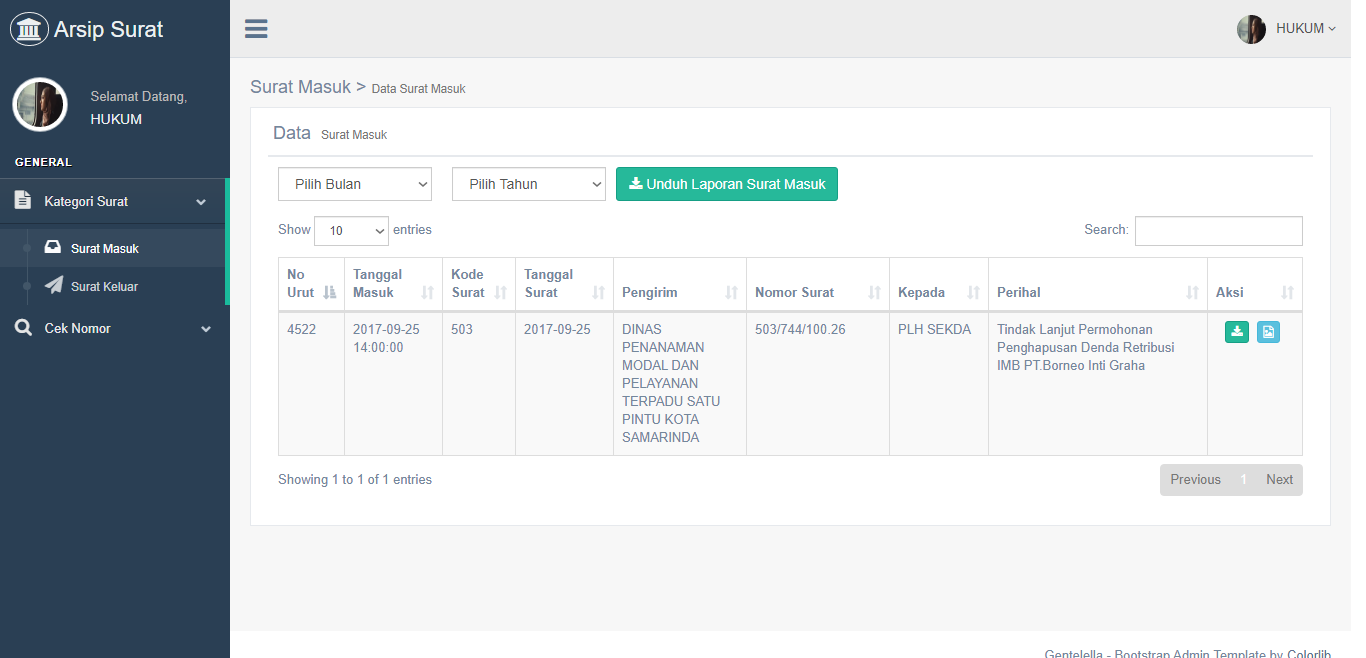 Arsip Surat
HUKUM
Selamat Datang,
HUKUM
GENERAL
Kategori Surat
Surat Masuk
Surat Keluar
Cek Nomor
Surat Masuk > Data Surat Masuk
Data Surat Masuk
Pilih Bulan
Pilih Tahun
Unduh Laporan Surat Masuk
Show 10 entries
Search:
No Urut
Tanggal Masuk
Kode Surat
Tanggal Surat
Pengirim
Nomor Surat
Kepada
Perihal
Aksi
4522
2017-09-25
14:00:00
503
2017-09-25
DINAS
PENANAMAN
MODAL DAN
PELAYANAN
TERPADU SATU
PINTU KOTA
SAMARINDA
503/744/100.26
PLH SEKDA
Tindak Lanjut Permohonan
Penghapusan Denda Retribusi
IMB PT.Borneo Inti Graha
Showing 1 to 1 of 1 entries
Previous 1 Next
Gentelella - Bootstrap Admin Template by Colorlib